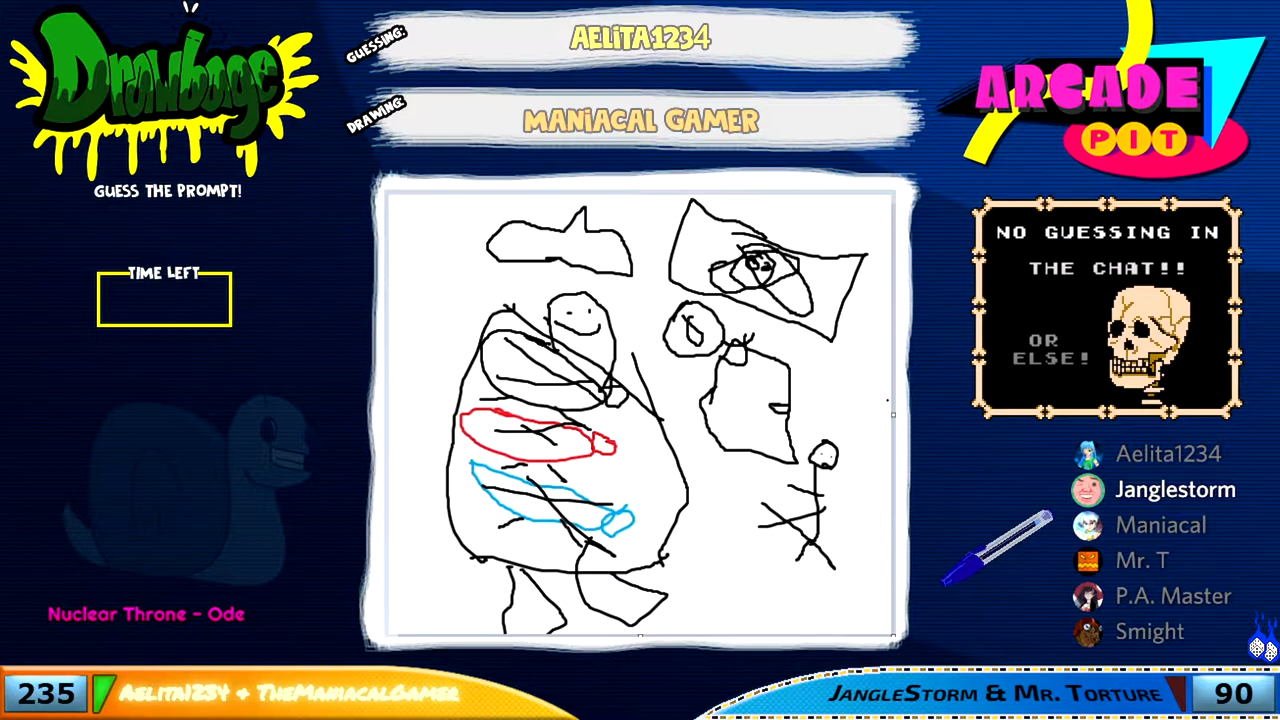 Drawbage
GUESS THE PROMPT!
TIME LEFT
Nuclear Throne - Ode
GUESSING:
AELITA1234
DRAWING:
MANIACAL GAMER
ARCADE
PIT
NO GUESSING IN
THE CHAT!!
OR
ELSE!
Aelita1234
Janglestorm
Maniacal
Mr. T
P.A. Master
Smight
235
AELITA1234 & THEMANIACALGAMER
JANGLESTORM & MR. TORTURE
90